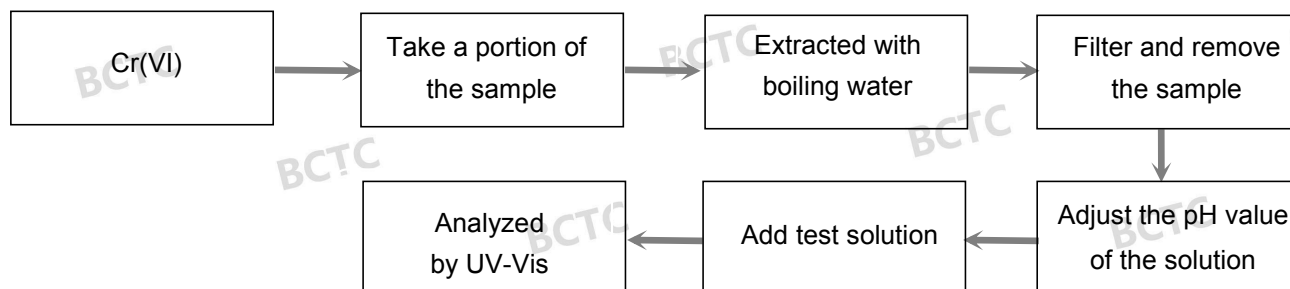 Cr(VI)
Take a portion of
the sample
Extracted with
boiling water
Filter and remove
the sample
Adjust the pH value
of the solution
Add test solution
Analyzed
by UV-Vis
BCTC
BCTC
BCTC
BCTC
BCTC
BCTC